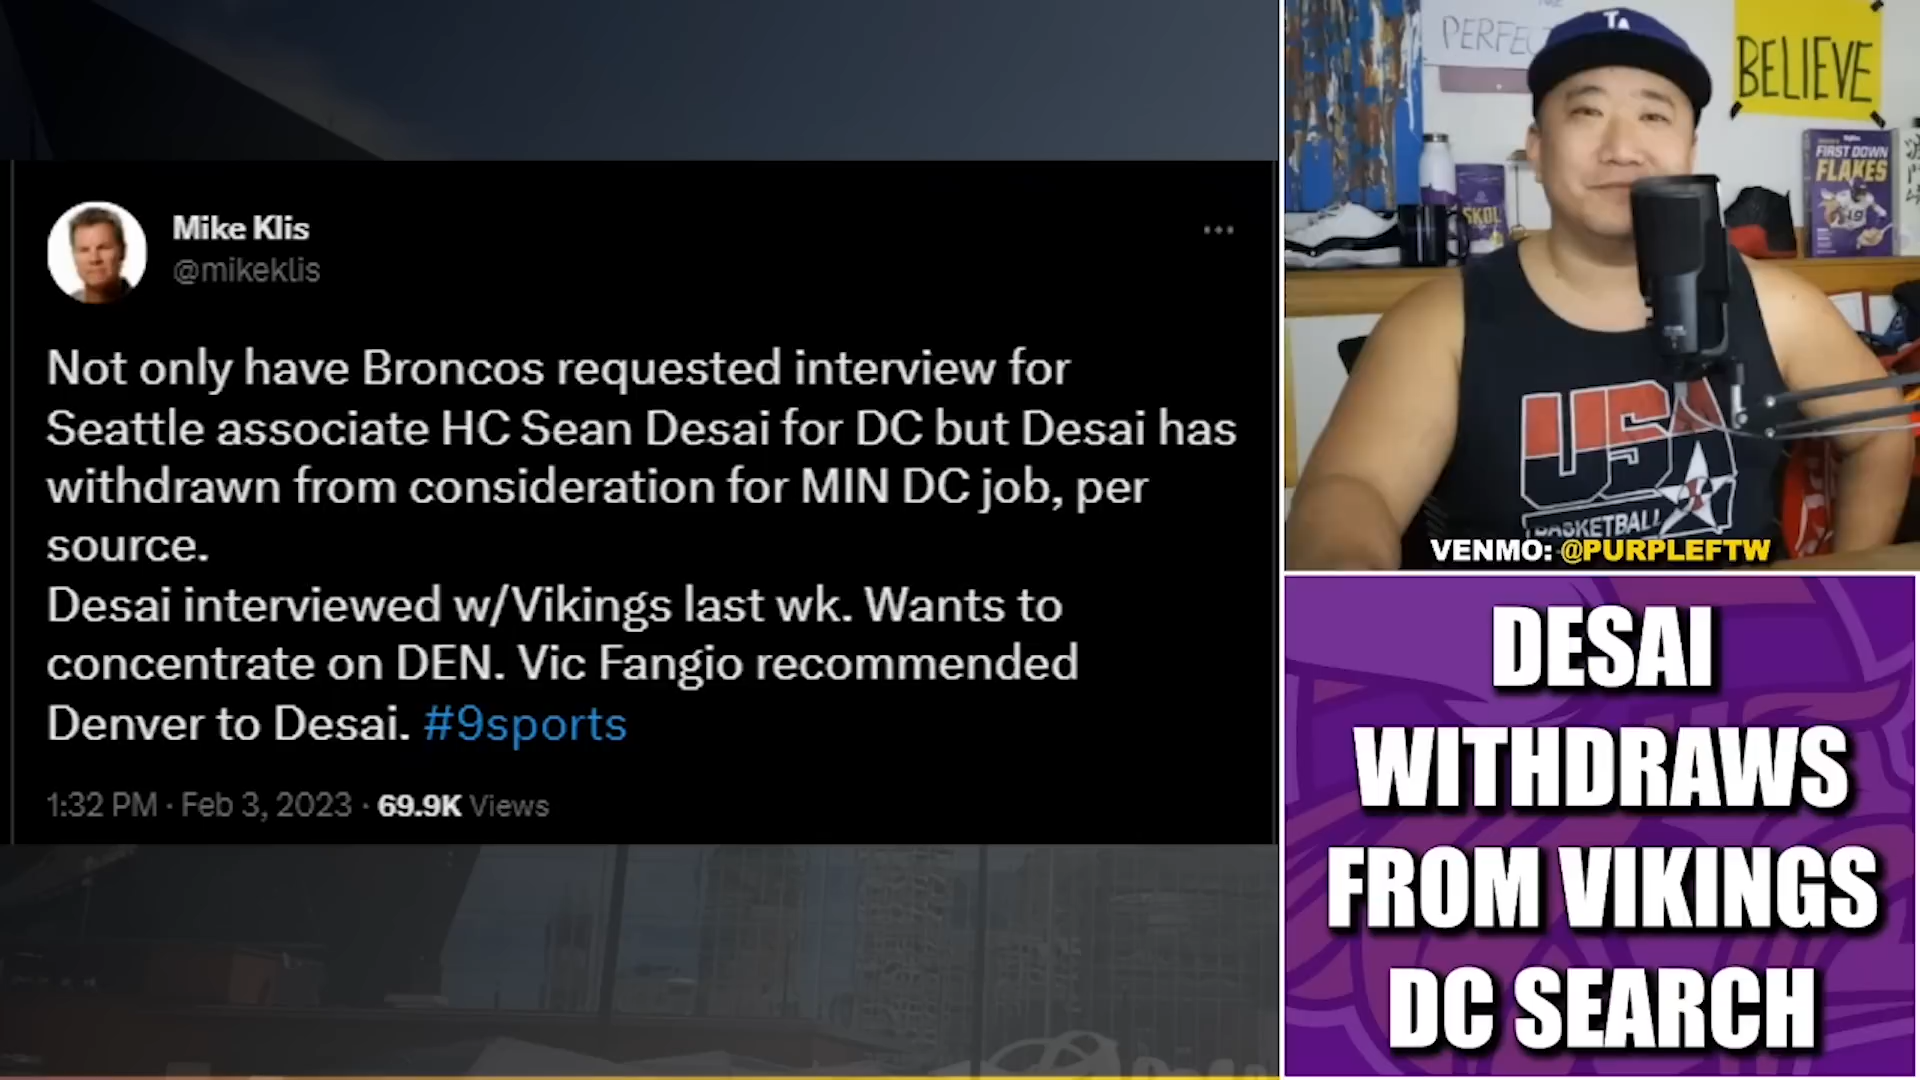 Mike Klis
@mikeklis
Not only have Broncos requested interview for
Seattle associate HC Sean Desai for DC but Desai has
withdrawn from consideration for MIN DC job, per
source.
Desai interviewed w/Vikings last wk. Wants to
concentrate on DEN. Vic Fangio recommended
Denver to Desai. #9sports
1:32 PM · Feb 3, 2023 · 69.9K Views
BELIEVE
FIRST DOWN
FLAKES
SKOL
USA
BASKETBALL
VENMO: @PURPLEFTW
DESAI
WITHDRAWS
FROM VIKINGS
DC SEARCH